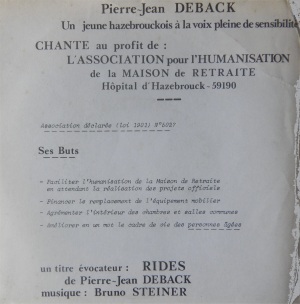 Pierre-Jean DEBACK
Un jeune hazebrouckois à la voix pleine de sensibilité
CHANTE au profit de :
L'ASSOCIATION pour l'HUMANISATION
de la MAISON de RETRAITE
Hôpital d'Hazebrouck - 59190
Association déclarée (loi 1901)
Ses Buts
- Faciliter l'humanisation de la Maison de Retraite
en attendant la réalisation des projets officiels
- Financer le remplacement de l'équipement mobilier
- Agrémenter l'intérieur des chambres et salles communes
- Améliorer en un mot le cadre de vie des personnes âgées
un titre évocateur : RIDES
de Pierre-Jean DEBACK
musique : Bruno STEINER